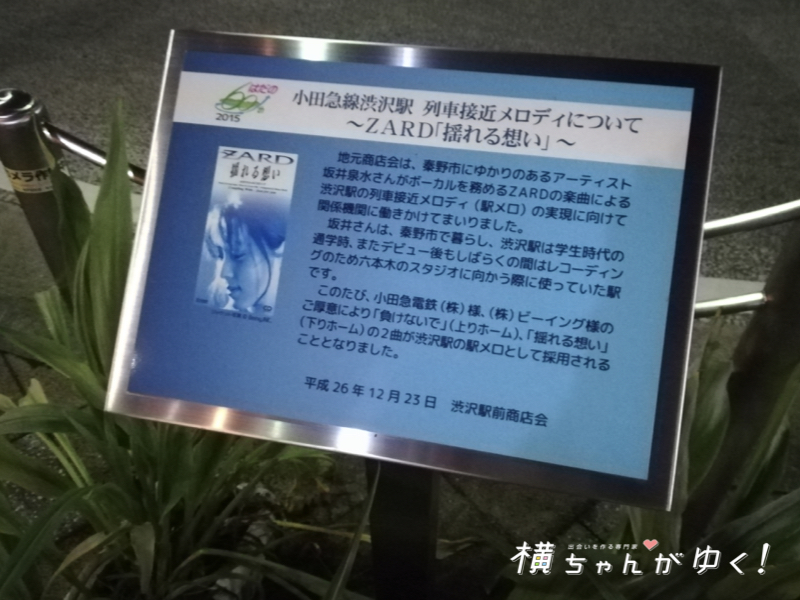 はだの
60!
2015
小田急線渋沢駅 列車接近メロディについて
～ZARD「揺れる想い」～
ZARD
揺れる想い
地元商店会は、秦野市にゆかりのあるアーティスト
坂井泉水さんがボーカルを務めるZARDの楽曲による
渋沢駅の列車接近メロディ（駅メロ）の実現に向けて
関係機関に働きかけてまいりました。
坂井さんは、秦野市で暮らし、渋沢駅は学生時代の
通学時、またデビュー後もしばらくの間はレコーディン
グのため六本木のスタジオに向かう際に使っていた駅
です。
このたび、小田急電鉄（株）様、（株）ビーイング様の
ご厚意により「負けないで」（上りホーム）、「揺れる想い」
（下りホーム）の2曲が渋沢駅の駅メロとして採用される
こととなりました。
平成26年12月23日 渋沢駅前商店会
メラ作
出会いを作る専門家
横ちゃんがゆく！